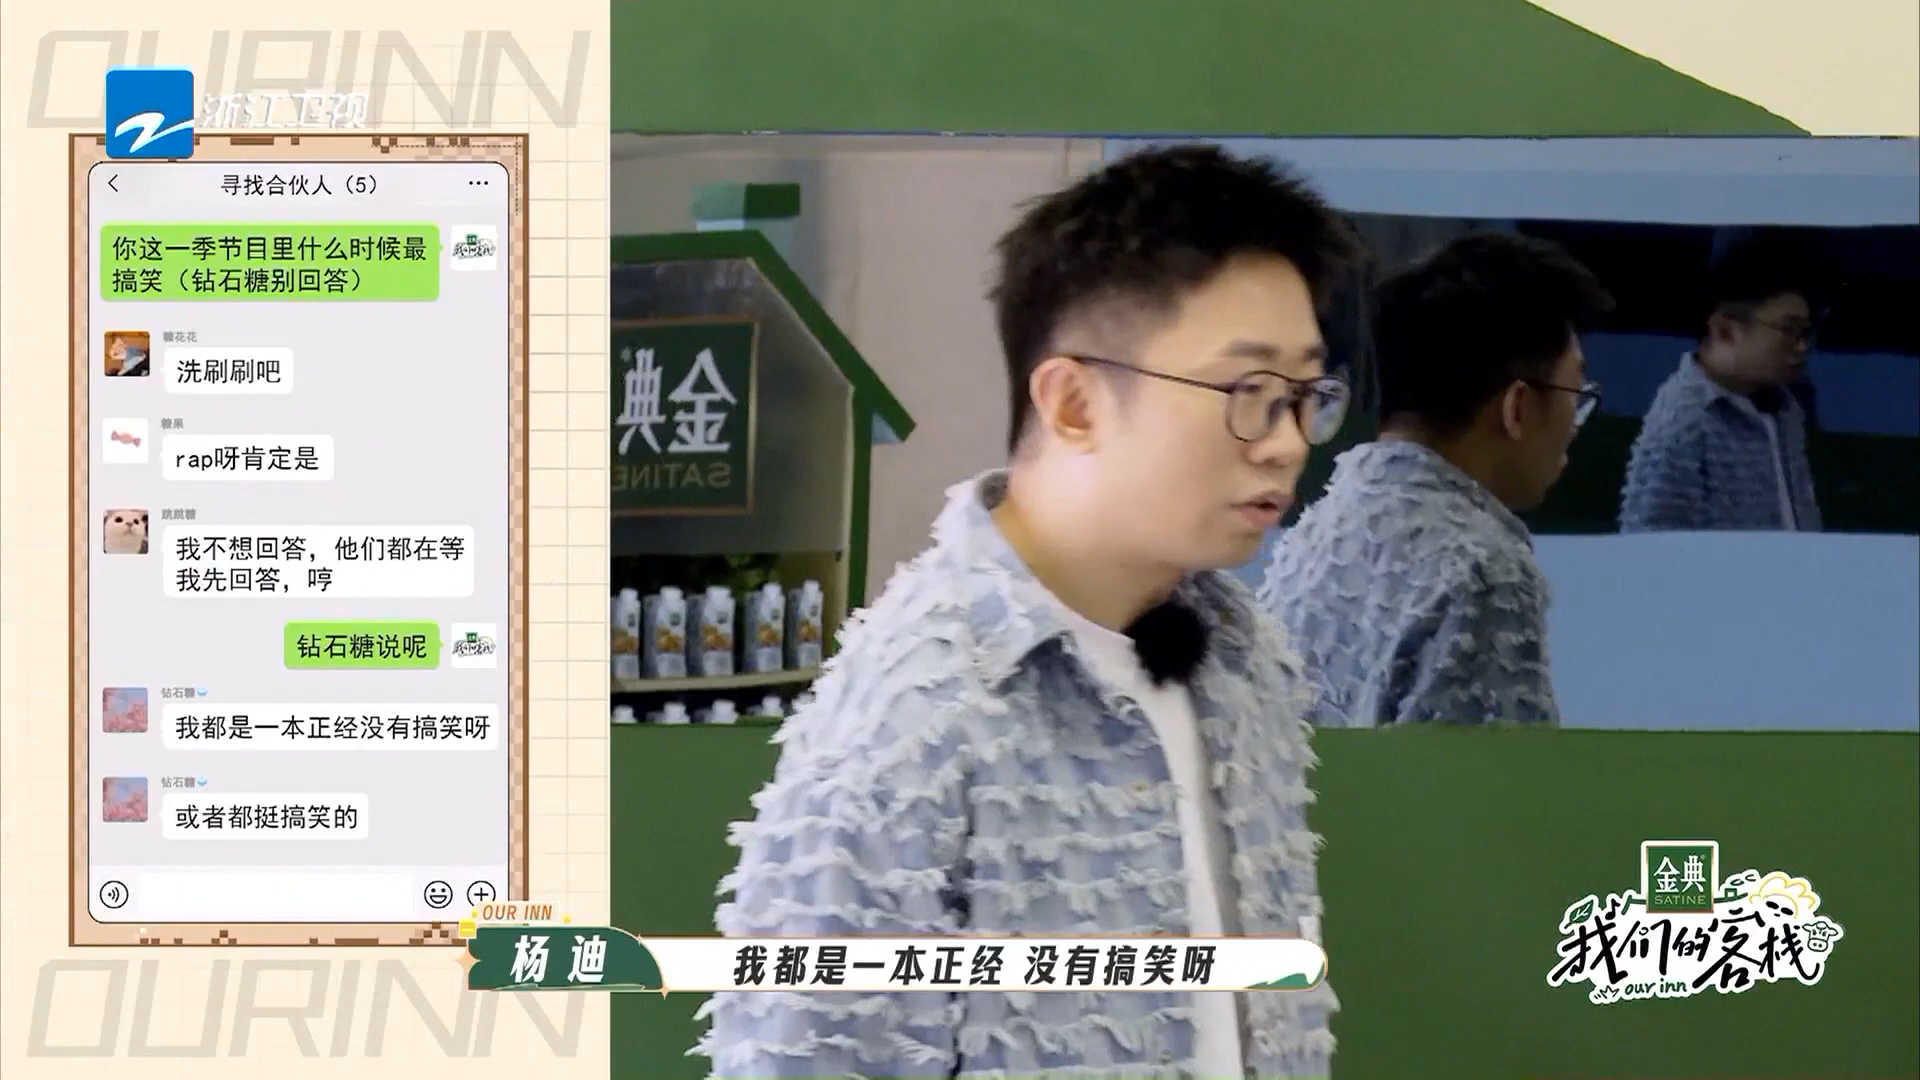 OURINN
浙江卫视
寻找合伙人（5）
你这一季节目里什么时候最
搞笑（钻石糖别回答）
糖花花
洗刷刷吧
糖果
rap呀肯定是
跳跳糖
我不想回答，他们都在等
我先回答，哼
钻石糖说呢
钻石糖
我都是一本正经没有搞笑呀
钻石糖
或者都挺搞笑的
OUR INN
杨迪
我都是一本正经 没有搞笑呀
OURINN
金典
SATINE
金典
SATINE
我们的客栈
our inn